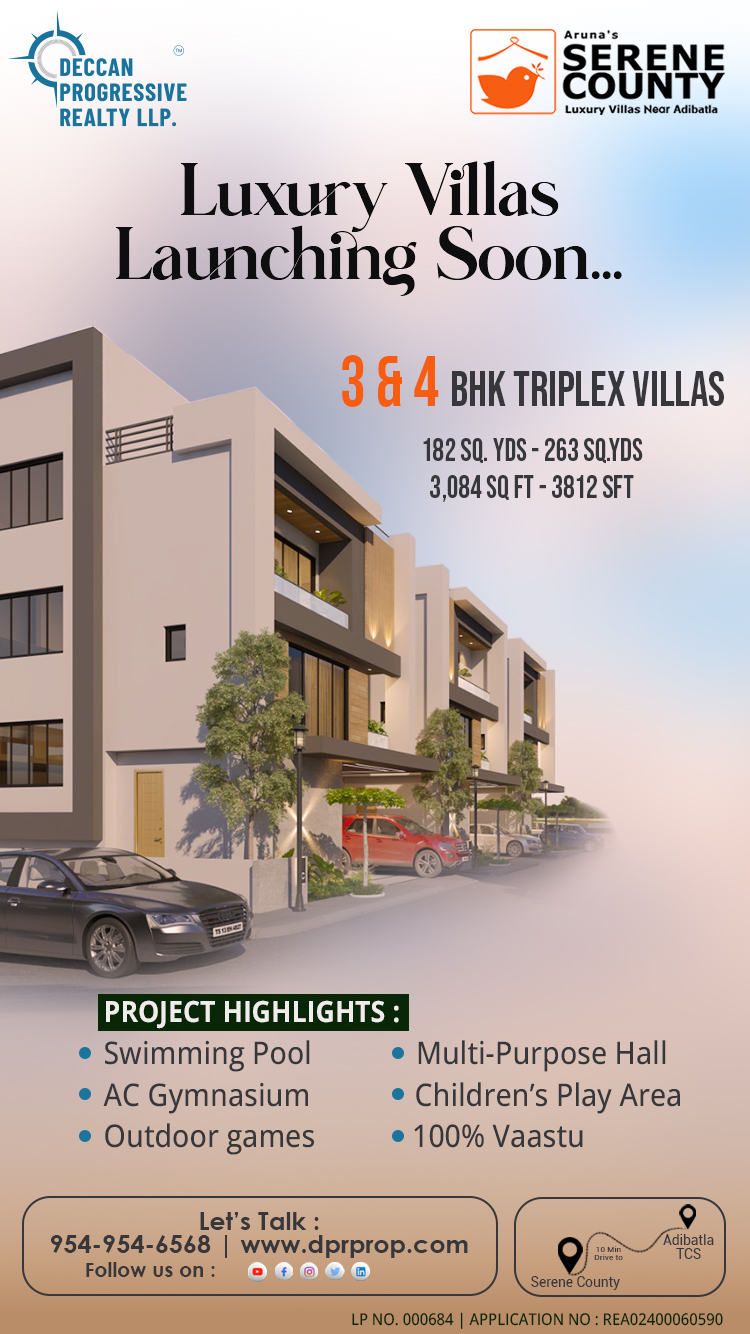 DECCAN
PROGRESSIVE
REALTY LLP.
TM
Aruna's
SERENE
COUNTY
Luxury Villas Near Adibatla
Luxury Villas
Launching Soon...
3 & 4 BHK TRIPLEX VILLAS
182 SQ. YDS - 263 SQ.YDS
3,084 SQ FT - 3812 SFT
PROJECT HIGHLIGHTS :
Swimming Pool
AC Gymnasium
Outdoor games
Multi-Purpose Hall
Children's Play Area
100% Vaastu
Let's Talk :
954-954-6568 | www.dprprop.com
Follow us on :
10 Min
Drive to
Adibatla
TCS
Serene County
LP NO. 000684 | APPLICATION NO : REA02400060590